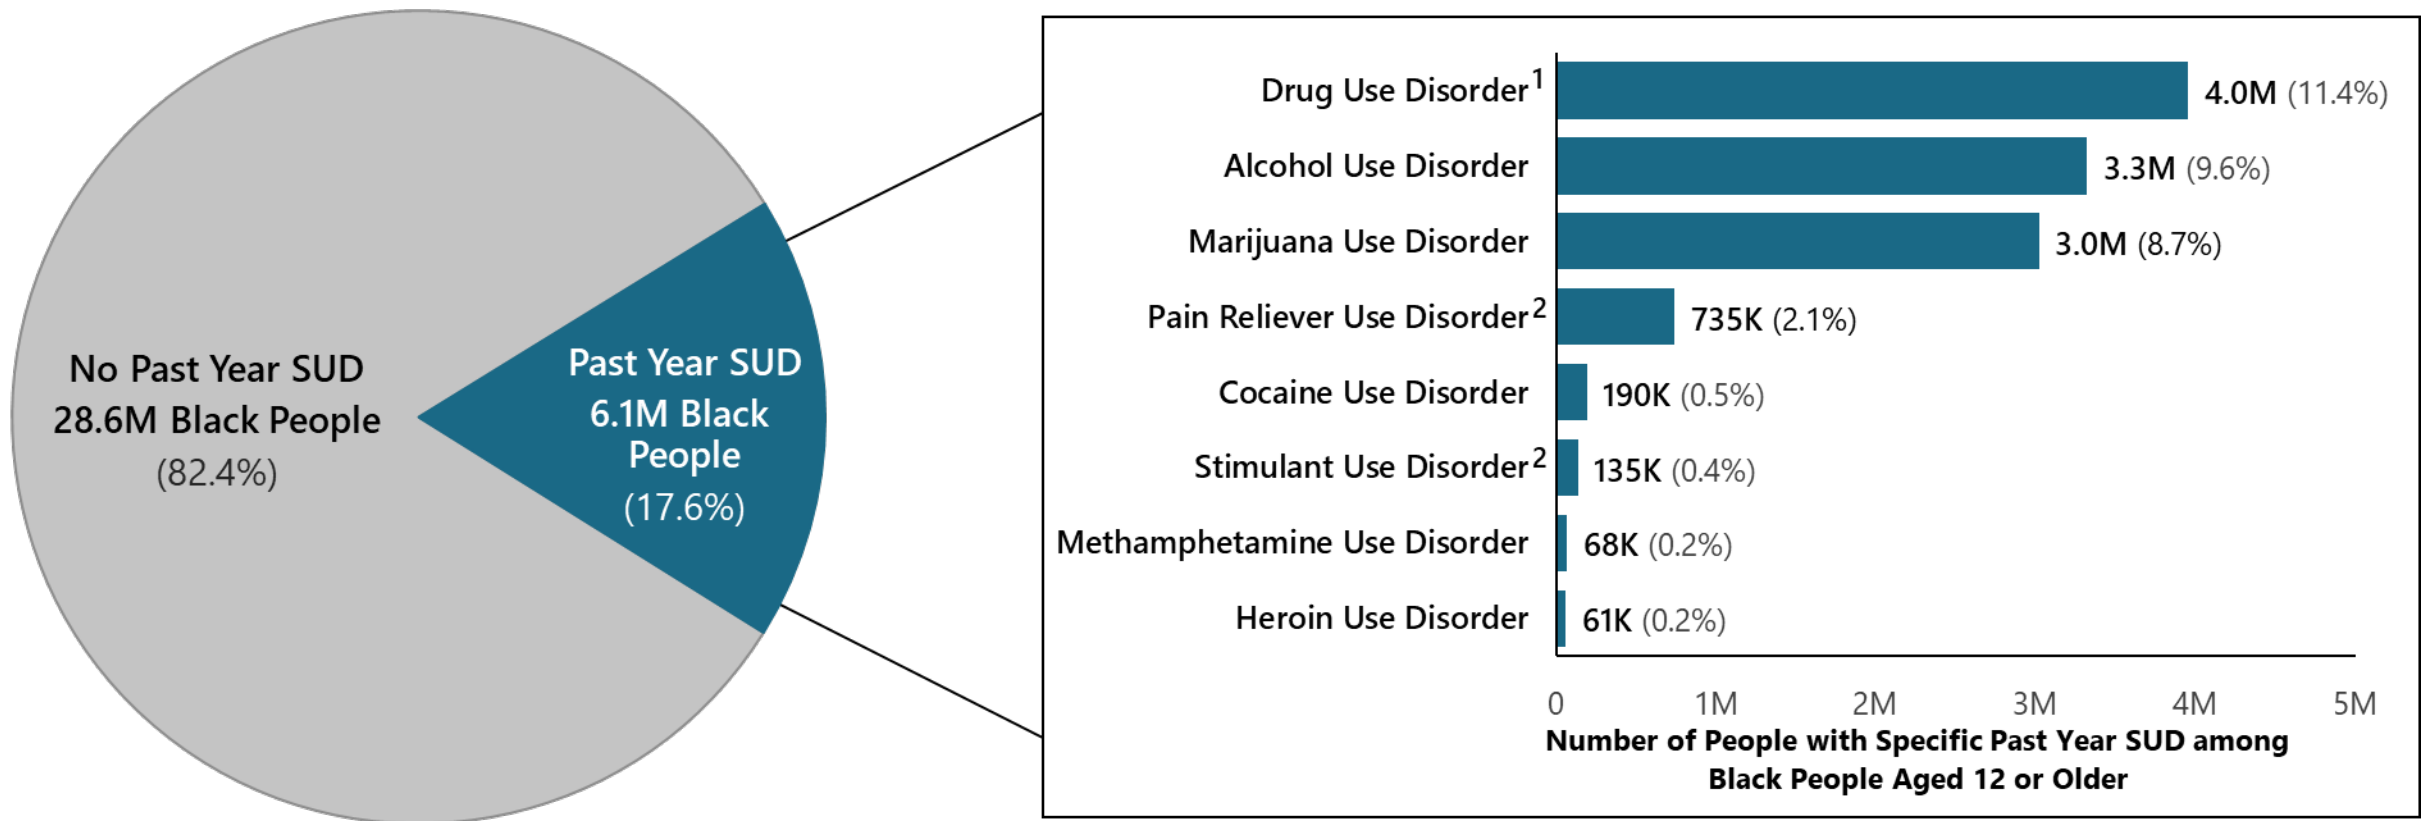 No Past Year SUD
28.6M Black People
(82.4%)
Past Year SUD
6.1M Black
People
(17.6%)
Drug Use Disorder1 4.0M (11.4%)
Alcohol Use Disorder 3.3M (9.6%)
Marijuana Use Disorder 3.0M (8.7%)
Pain Reliever Use Disorder2 735K (2.1%)
Cocaine Use Disorder 190K (0.5%)
Stimulant Use Disorder2 135K (0.4%)
Methamphetamine Use Disorder 68K (0.2%)
Heroin Use Disorder 61K (0.2%)
0 1M 2M 3M 4M 5M
Number of People with Specific Past Year SUD among
Black People Aged 12 or Older